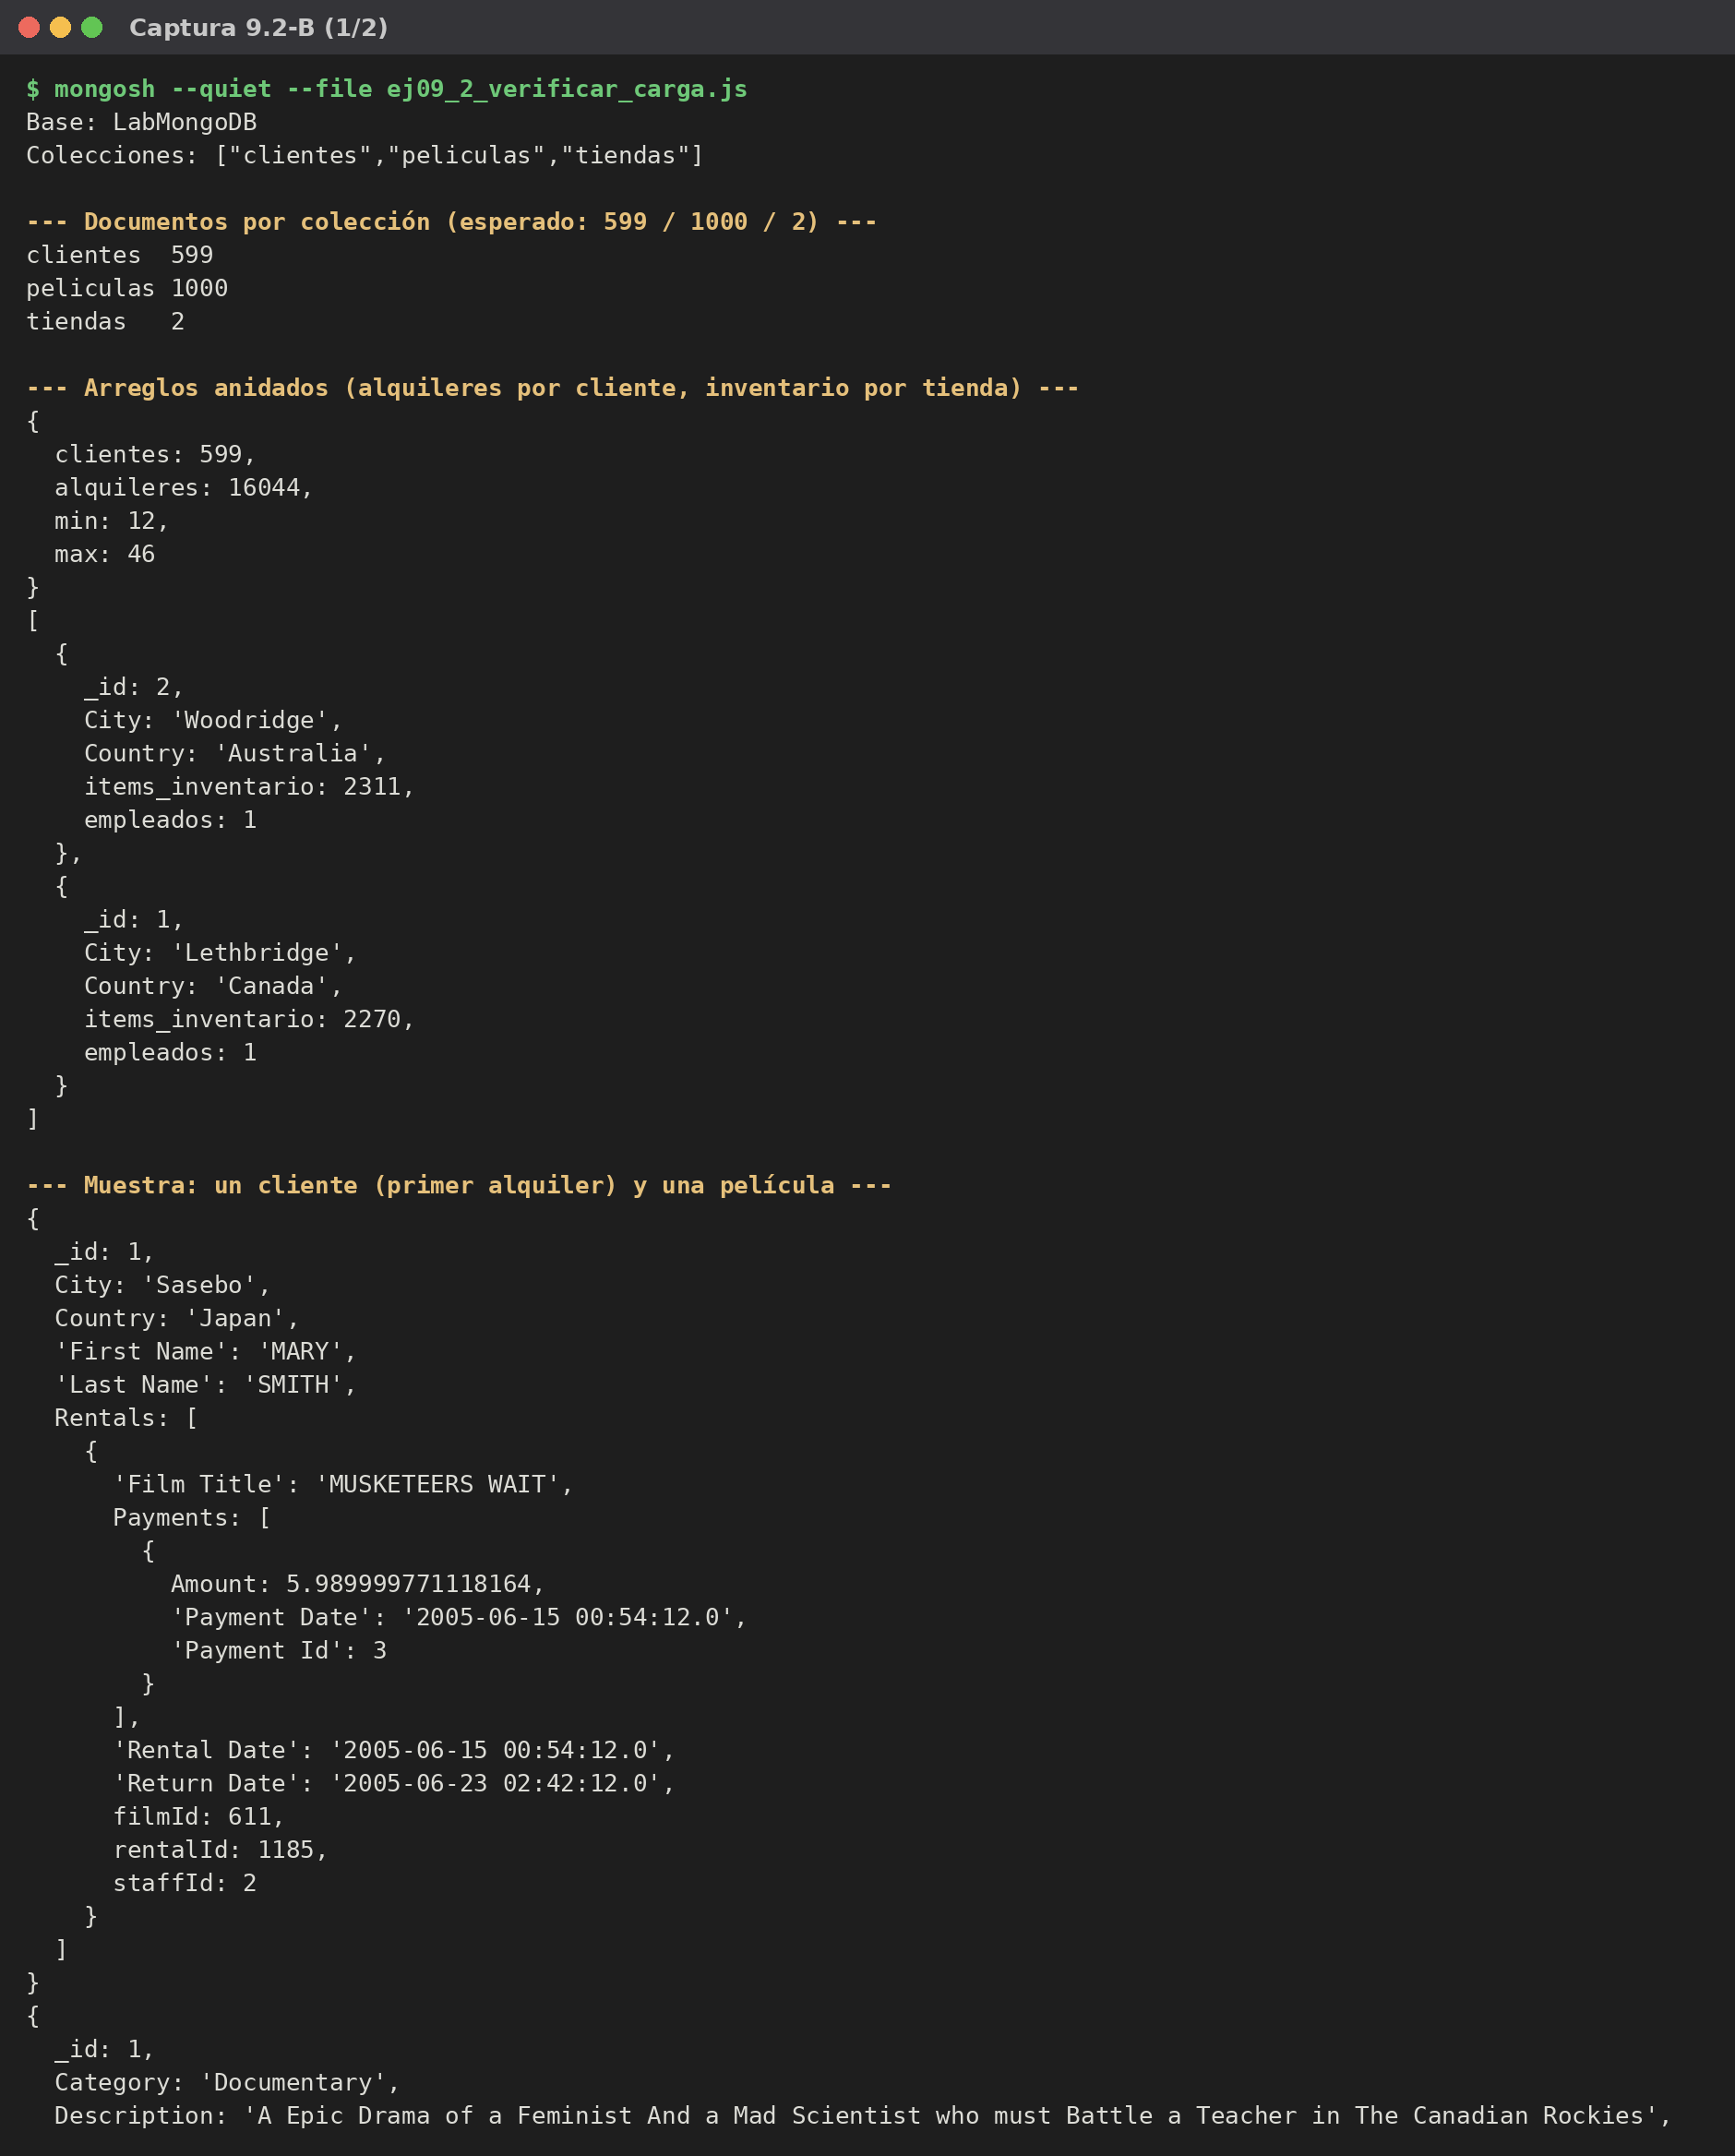 Captura 9.2-B (1/2)
$ mongosh --quiet --file ej09_2_verificar_carga.js
Base: LabMongoDB
Colecciones: ["clientes","peliculas","tiendas"]

--- Documentos por colección (esperado: 599 / 1000 / 2) ---
clientes  599
peliculas 1000
tiendas   2

--- Arreglos anidados (alquileres por cliente, inventario por tienda) ---
{
  clientes: 599,
  alquileres: 16044,
  min: 12,
  max: 46
}
[
  {
    _id: 2,
    City: 'Woodridge',
    Country: 'Australia',
    items_inventario: 2311,
    empleados: 1
  },
  {
    _id: 1,
    City: 'Lethbridge',
    Country: 'Canada',
    items_inventario: 2270,
    empleados: 1
  }
]

--- Muestra: un cliente (primer alquiler) y una película ---
{
  _id: 1,
  City: 'Sasebo',
  Country: 'Japan',
  'First Name': 'MARY',
  'Last Name': 'SMITH',
  Rentals: [
    {
      'Film Title': 'MUSKETEERS WAIT',
      Payments: [
        {
          Amount: 5.989999771118164,
          'Payment Date': '2005-06-15 00:54:12.0',
          'Payment Id': 3
        }
      ],
      'Rental Date': '2005-06-15 00:54:12.0',
      'Return Date': '2005-06-23 02:42:12.0',
      filmId: 611,
      rentalId: 1185,
      staffId: 2
    }
  ]
}
{
  _id: 1,
  Category: 'Documentary',
  Description: 'A Epic Drama of a Feminist And a Mad Scientist who must Battle a Teacher in The Canadian Rockies',